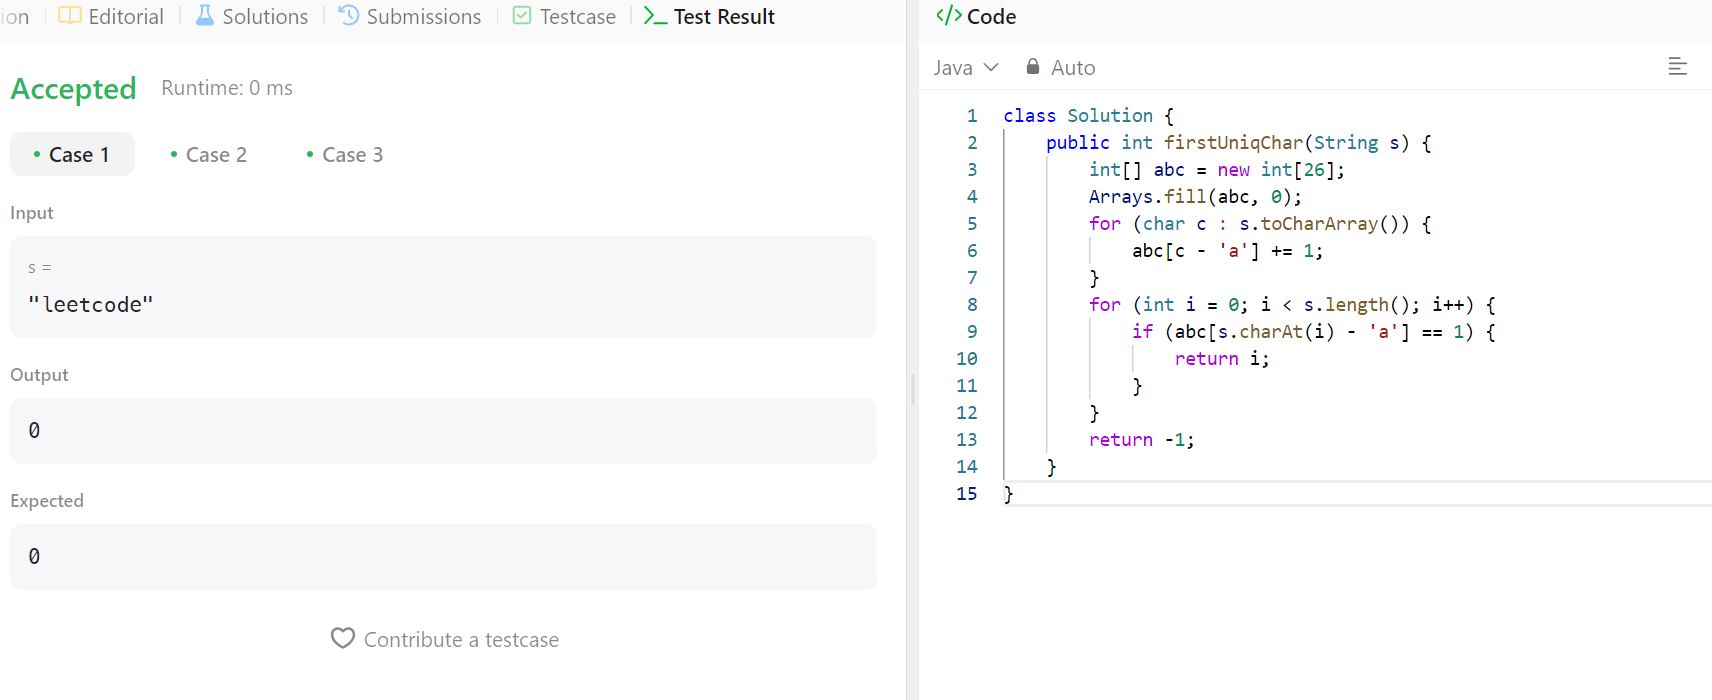 ion Editorial Solutions Submissions Testcase Test Result
Accepted Runtime: 0 ms
Case 1 Case 2 Case 3
Input
s =
"leetcode"
Output
0
Expected
0
Contribute a testcase
</> Code
Java Auto
1 class Solution {
2     public int firstUniqChar(String s) {
3         int[] abc = new int[26];
4         Arrays.fill(abc, 0);
5         for (char c : s.toCharArray()) {
6             abc[c - 'a'] += 1;
7         }
8         for (int i = 0; i < s.length(); i++) {
9             if (abc[s.charAt(i) - 'a'] == 1) {
10                 return i;
11             }
12         }
13         return -1;
14     }
15 }